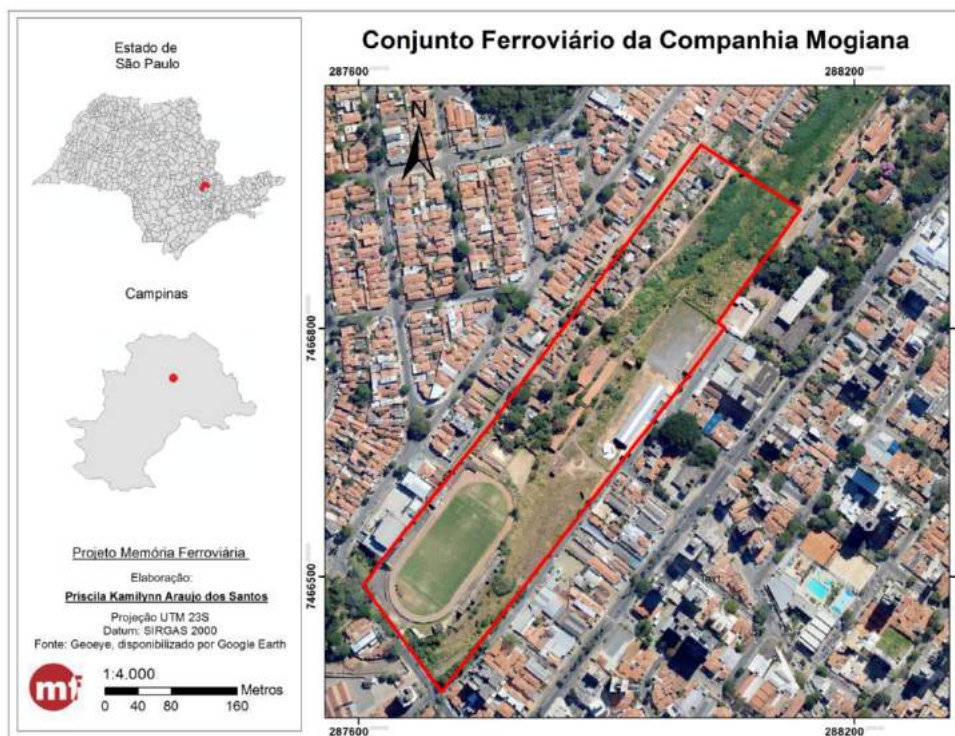 Estado de
São Paulo
Campinas
Projeto Memória Ferroviária
Elaboração:
Priscila Kamilynn Araujo dos Santos
Projeção UTM 23S
Datum: SIRGAS 2000
Fonte: Geoeye, disponibilizado por Google Earth
mf
1:4.000
Metros
0 40 80 160
Conjunto Ferroviário da Companhia Mogiana
287600
288200
N
7466800
7466500
Text
287600
288200